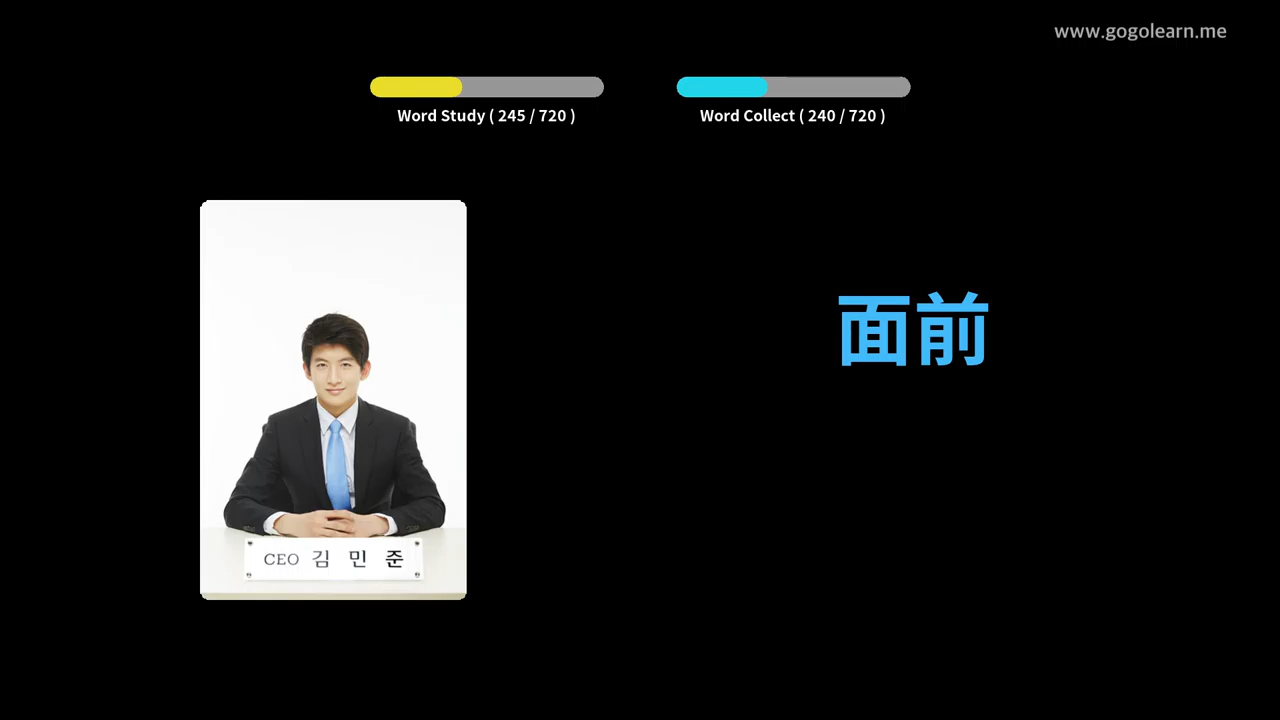 www.gogolearn.me
Word Study ( 245 / 720 )
Word Collect ( 240 / 720 )
面前
CEO 김 민 준